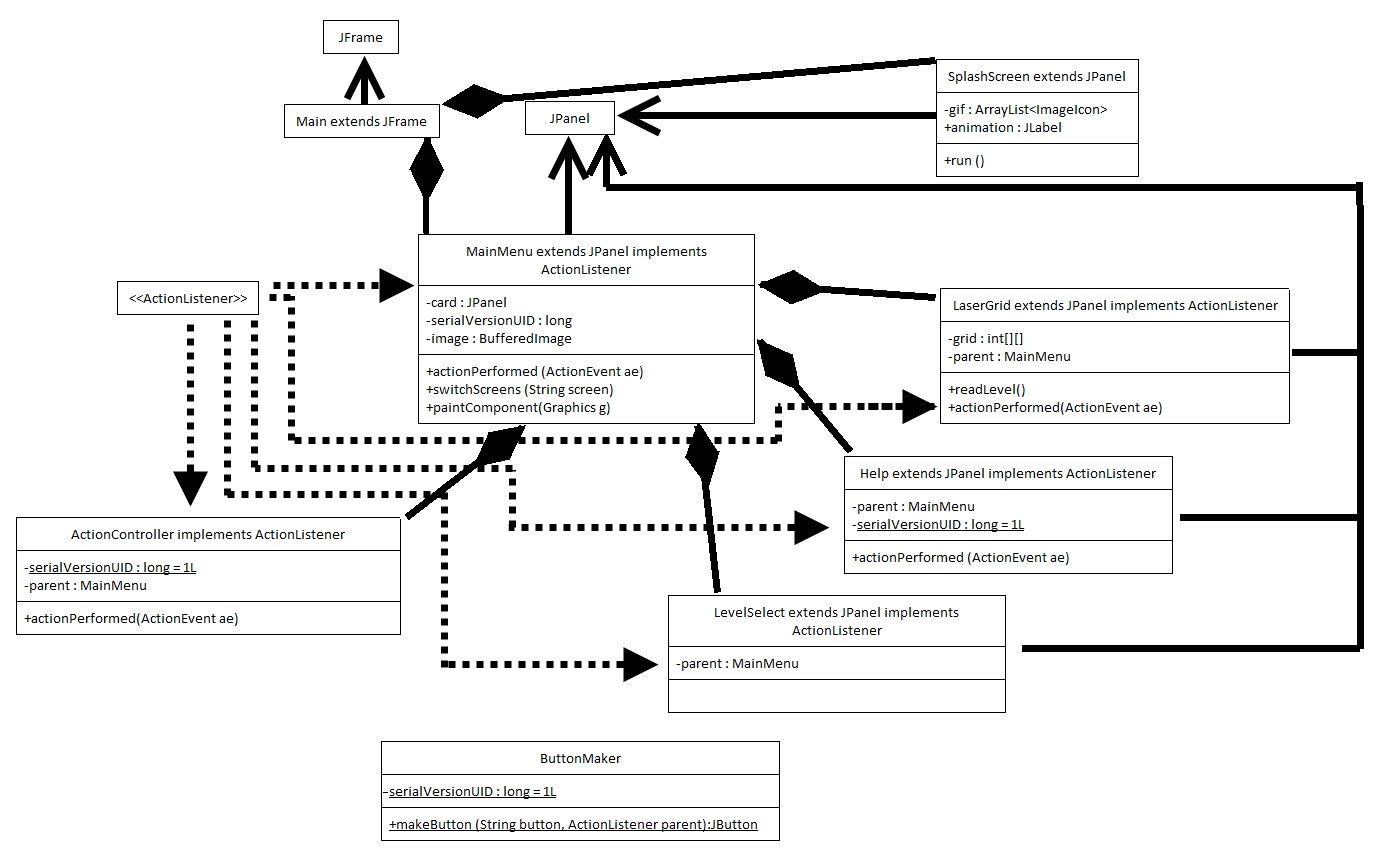 JFrame
Main extends JFrame
JPanel
SplashScreen extends JPanel
-gif : ArrayList<ImageIcon>
+animation : JLabel
+run ()
MainMenu extends JPanel implements
ActionListener
-card : JPanel
-serialVersionUID : long
-image : BufferedImage
+actionPerformed (ActionEvent ae)
+switchScreens (String screen)
+paintComponent(Graphics g)
<<ActionListener>>
LaserGrid extends JPanel implements ActionListener
-grid : int[][]
-parent : MainMenu
+readLevel()
+actionPerformed(ActionEvent ae)
Help extends JPanel implements ActionListener
-parent : MainMenu
-serialVersionUID : long = 1L
+actionPerformed (ActionEvent ae)
ActionController implements ActionListener
-serialVersionUID : long = 1L
-parent : MainMenu
+actionPerformed(ActionEvent ae)
LevelSelect extends JPanel implements
ActionListener
-parent : MainMenu
ButtonMaker
-serialVersionUID : long = 1L
+makeButton (String button, ActionListener parent):JButton